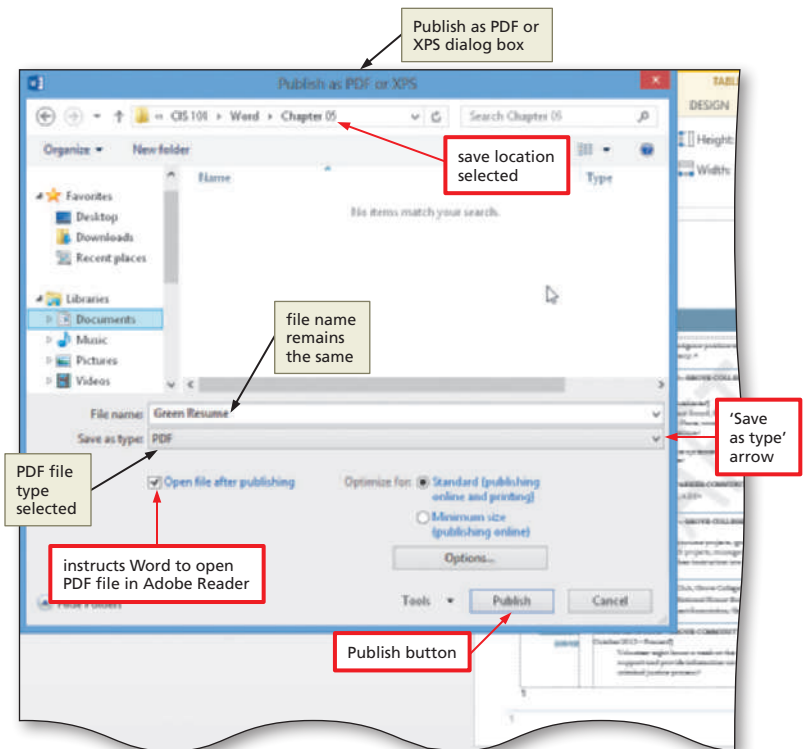 Publish as PDF or
XPS dialog box
Publish as PDF or XPS
TABL
DESIGN
CIS 101 Word Chapter 05
Search Chapter 05
Organize New folder
Height:
Width:
save location
selected
Name
Type
Favorites
Desktop
Downloads
Recent places
No items match your search.
Libraries
Documents
Music
Pictures
Videos
file name
remains
the same
File name: Green Resume
Save as type: PDF
'Save
as type'
arrow
PDF file
type
selected
Open file after publishing
Optimize for: Standard (publishing
online and printing)
Minimum size
(publishing online)
Options...
instructs Word to open
PDF file in Adobe Reader
Tools Publish Cancel
Publish button